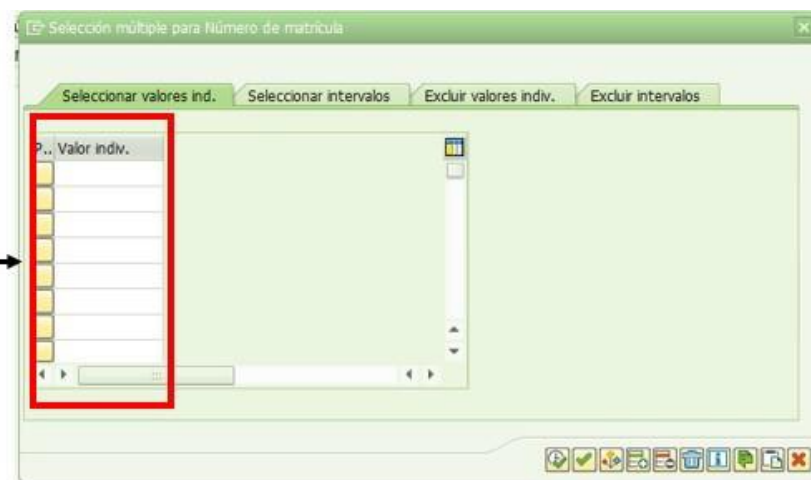 Selección múltiple para Número de matrícula
Seleccionar valores ind. Seleccionar intervalos Excluir valores indiv. Excluir intervalos
P.. Valor indiv.